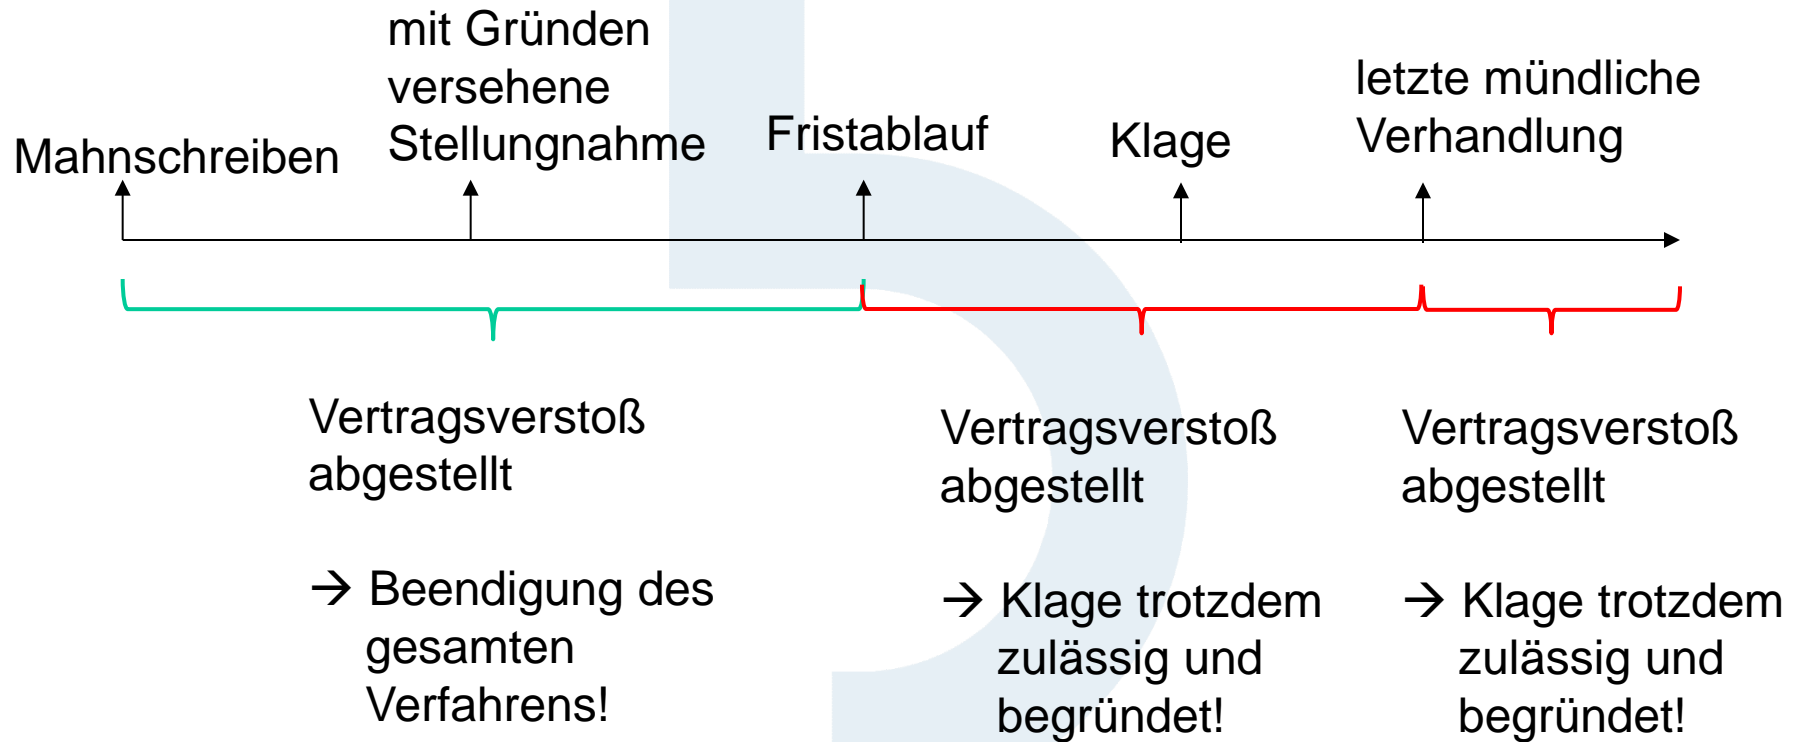 Mahnschreiben
mit Gründen
versehene
Stellungnahme
Fristablauf
Klage
letzte mündliche
Verhandlung
Vertragsverstoß
abgestellt
→ Beendigung des
gesamten
Verfahrens!
Vertragsverstoß
abgestellt
→ Klage trotzdem
zulässig und
begründet!
Vertragsverstoß
abgestellt
→ Klage trotzdem
zulässig und
begründet!